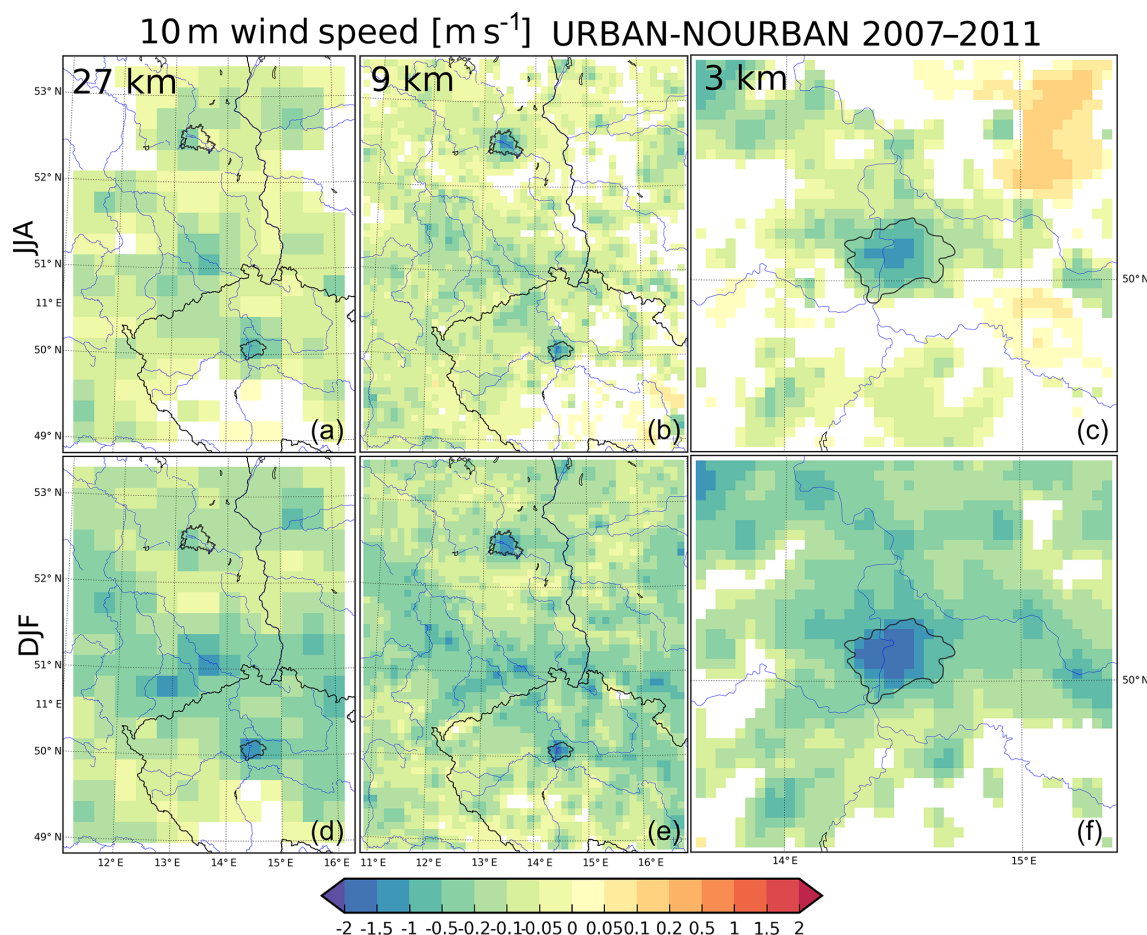 10 m wind speed [m s⁻¹] URBAN-NOURBAN 2007–2011
27 km 9 km 3 km
JJA
53° N
52° N
51° N
11° E
50° N
49° N
50° N
(a) (b) (c)
DJF
53° N
52° N
51° N
11° E
50° N
49° N
50° N
(d) (e) (f)
12° E 13° E 14° E 15° E 16° E 11° E 12° E 13° E 14° E 15° E 16° E 14° E 15° E
-2 -1.5 -1 -0.5 -0.2 -0.1 -0.05 0 0.05 0.1 0.2 0.5 1 1.5 2